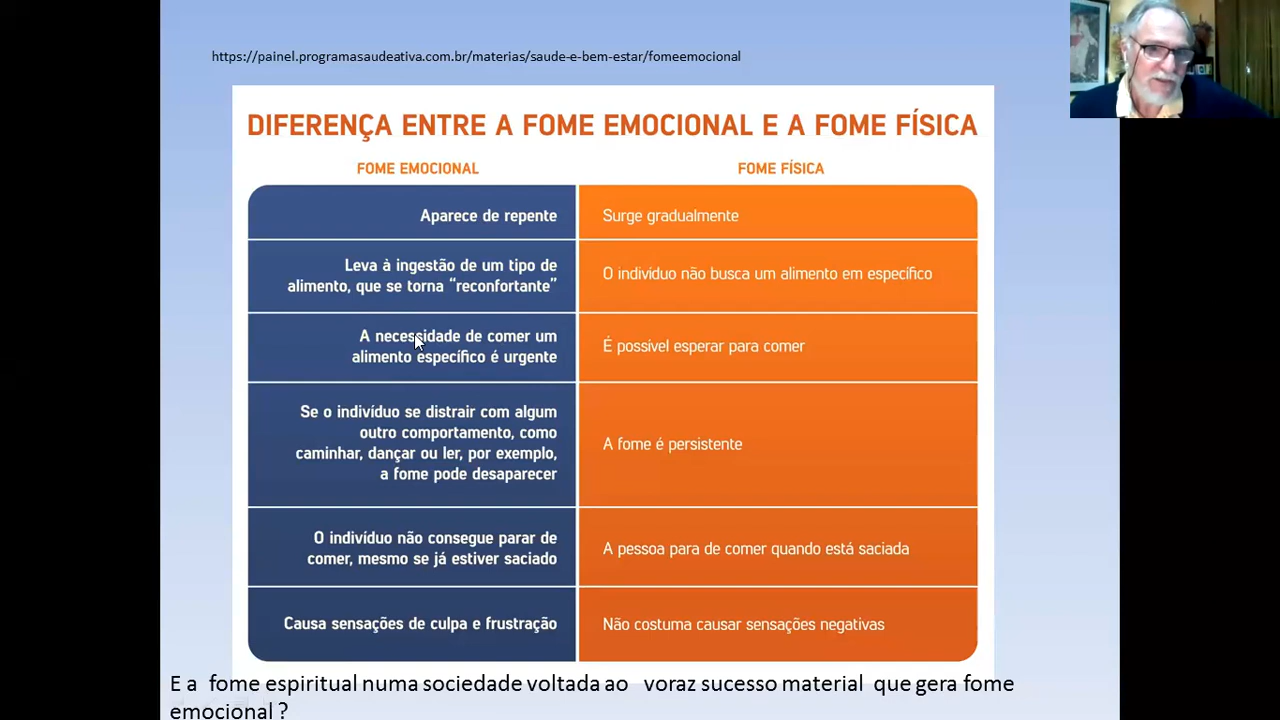 https://painel.programasaudeativa.com.br/materias/saude-e-bem-estar/fomeemocional
DIFERENÇA ENTRE A FOME EMOCIONAL E A FOME FÍSICA
FOME EMOCIONAL
FOME FÍSICA
Aparece de repente
Surge gradualmente
Leva à ingestão de um tipo de
alimento, que se torna “reconfortante”
O indivíduo não busca um alimento em específico
A necessidade de comer um
alimento específico é urgente
É possível esperar para comer
Se o indivíduo se distrair com algum
outro comportamento, como
caminhar, dançar ou ler, por exemplo,
a fome pode desaparecer
A fome é persistente
O indivíduo não consegue parar de
comer, mesmo se já estiver saciado
A pessoa para de comer quando está saciada
Causa sensações de culpa e frustração
Não costuma causar sensações negativas
E a fome espiritual numa sociedade voltada ao voraz sucesso material que gera fome
emocional ?